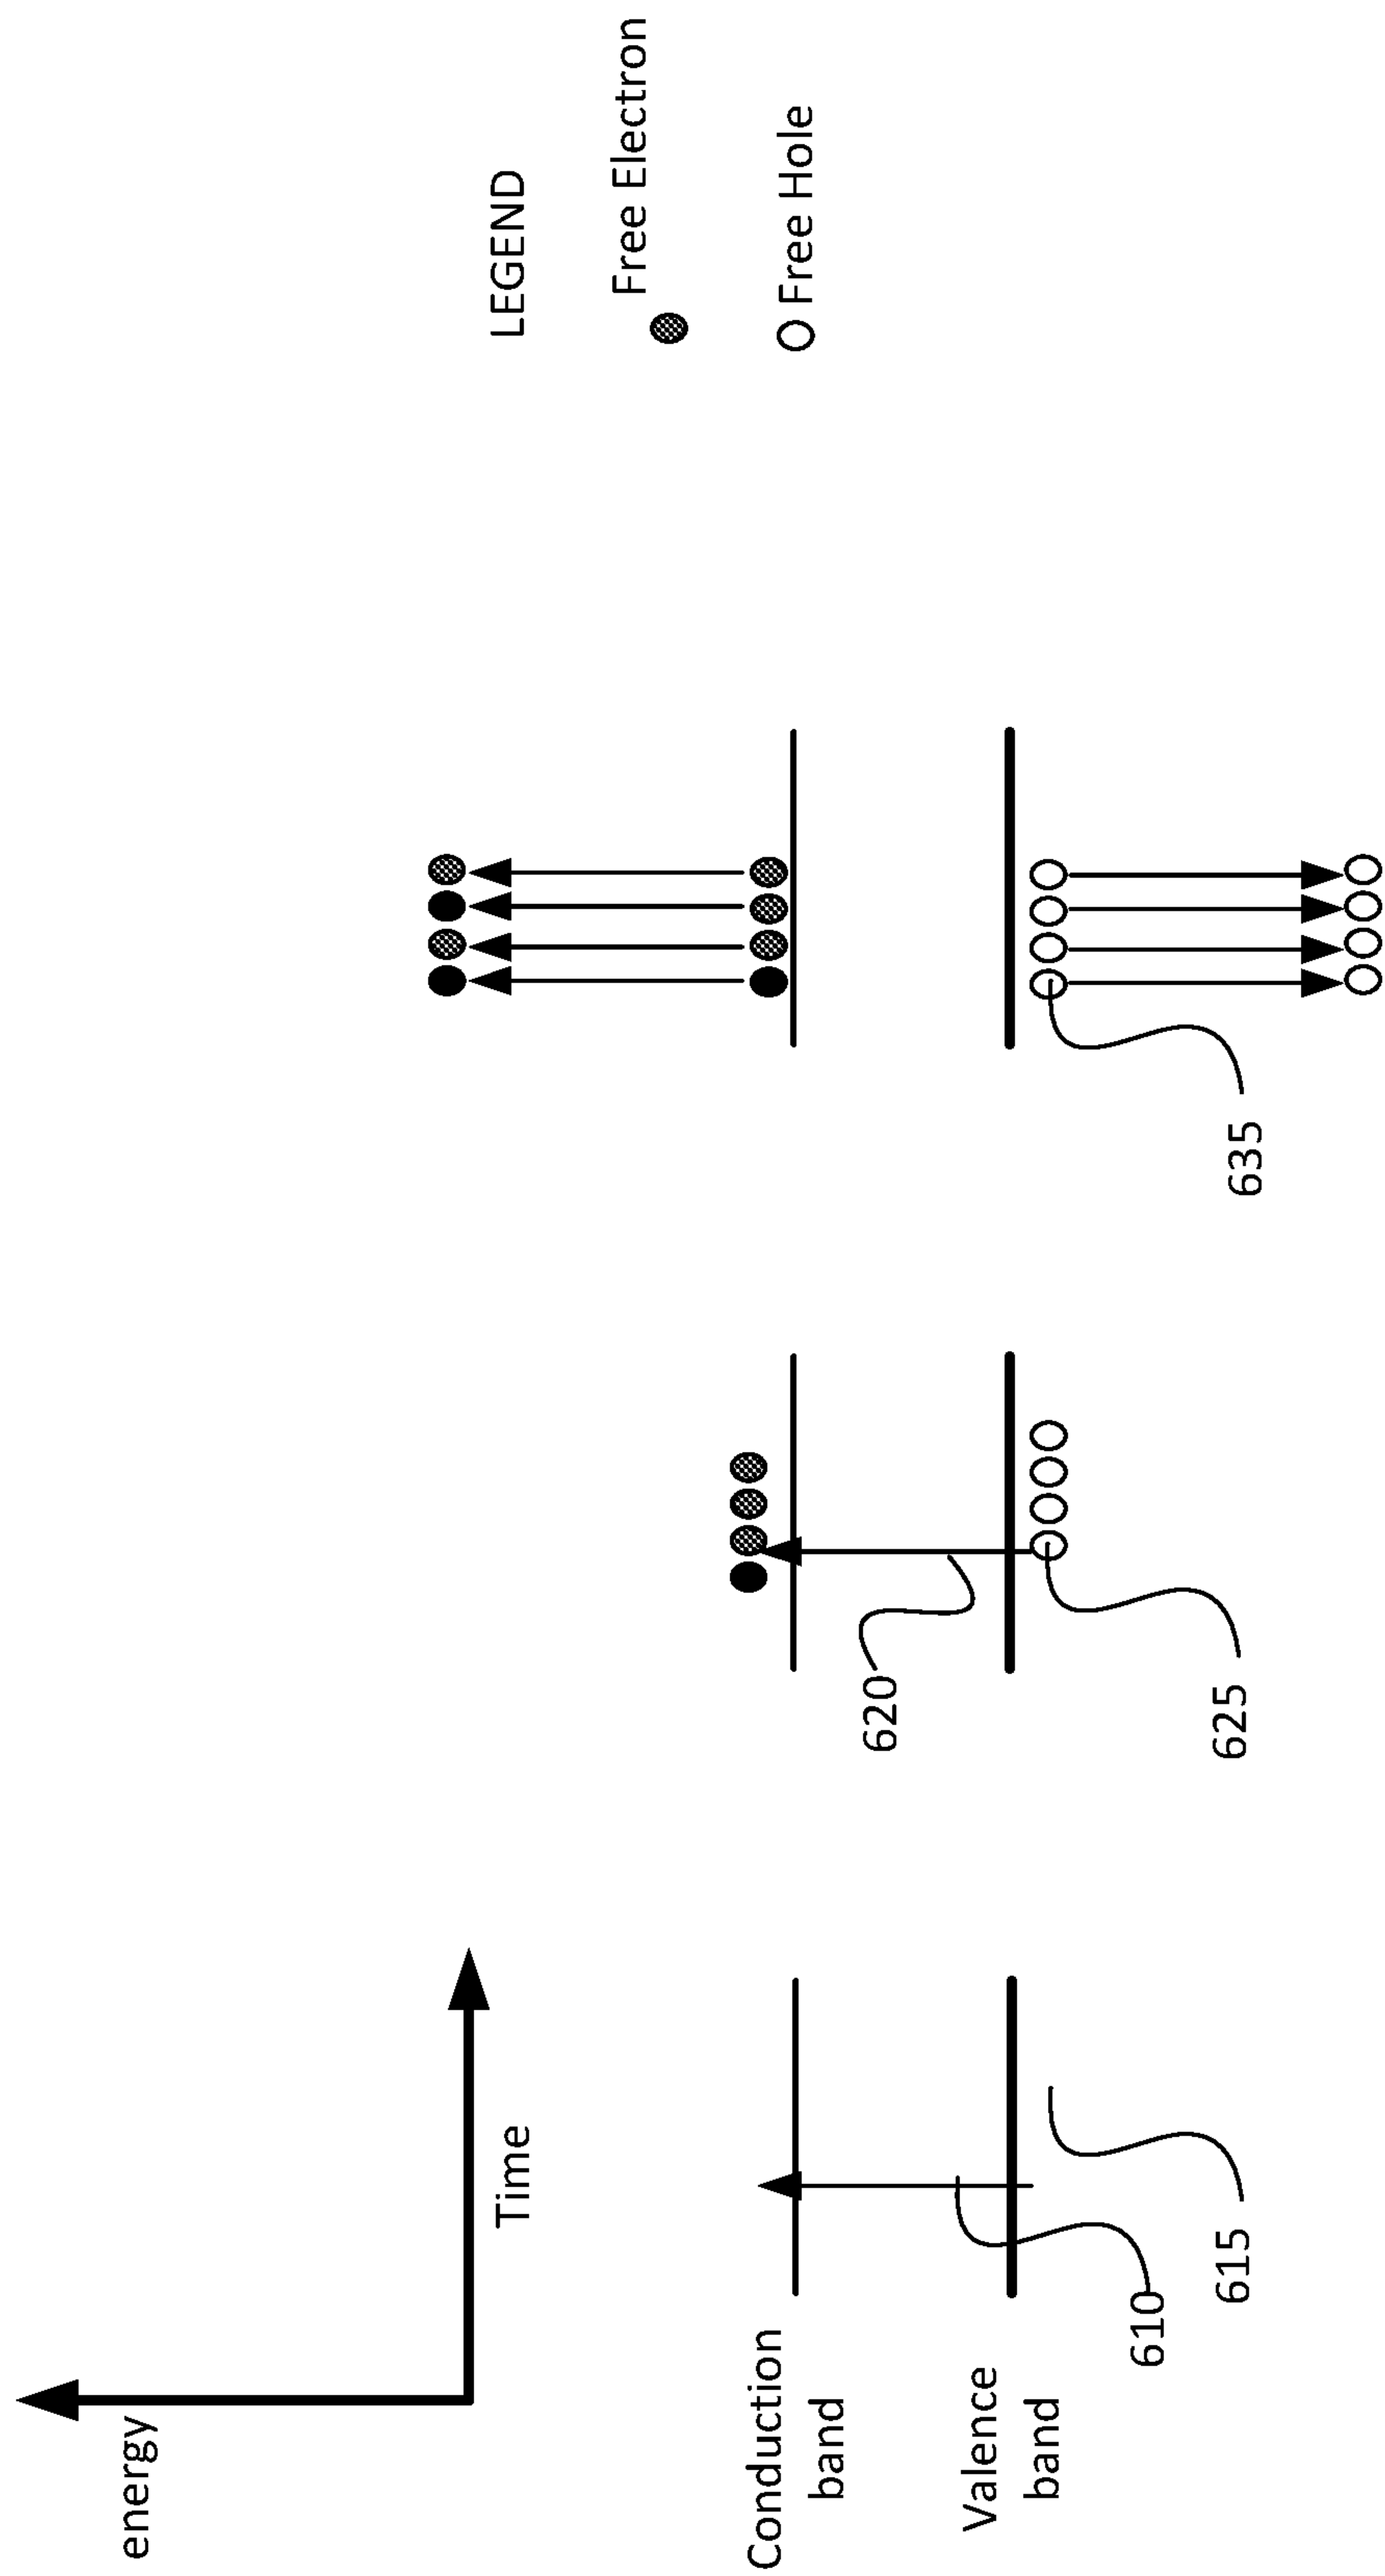 energy
Time
LEGEND
Free Electron
Free Hole
Conduction
band
Valence
band
610
615
620
625
635